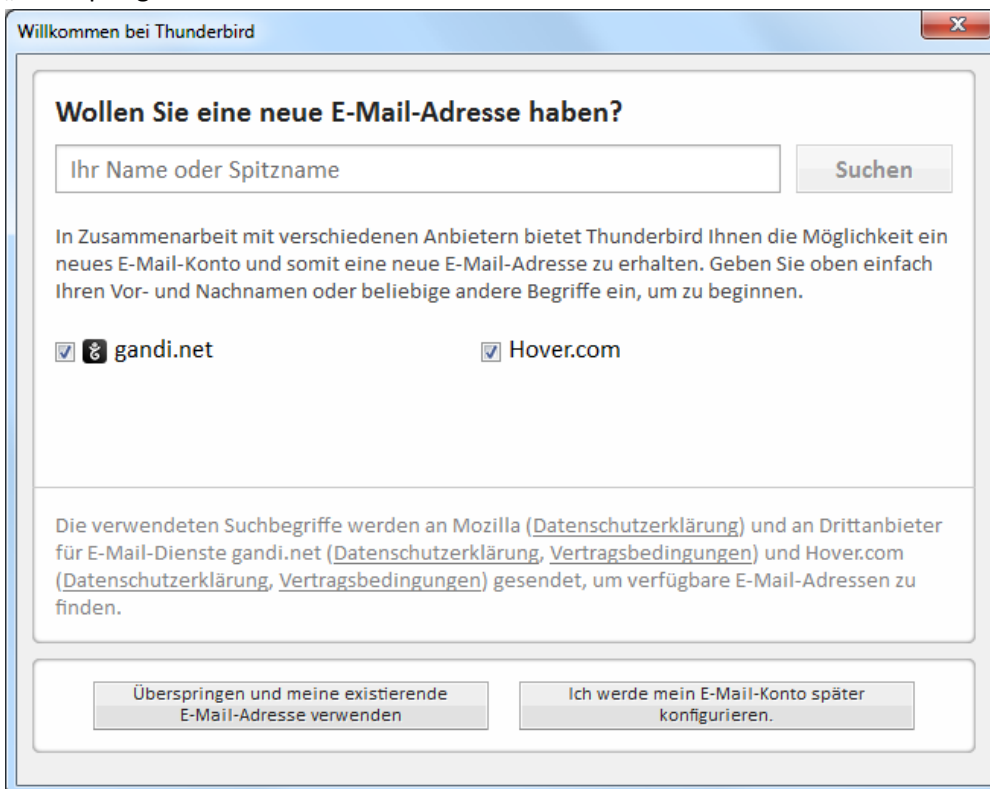 Willkommen bei Thunderbird
Wollen Sie eine neue E-Mail-Adresse haben?
Ihr Name oder Spitzname
Suchen
In Zusammenarbeit mit verschiedenen Anbietern bietet Thunderbird Ihnen die Möglichkeit ein
neues E-Mail-Konto und somit eine neue E-Mail-Adresse zu erhalten. Geben Sie oben einfach
Ihren Vor- und Nachnamen oder beliebige andere Begriffe ein, um zu beginnen.
gandi.net
Hover.com
Die verwendeten Suchbegriffe werden an Mozilla (Datenschutzerklärung) und an Drittanbieter
für E-Mail-Dienste gandi.net (Datenschutzerklärung, Vertragsbedingungen) und Hover.com
(Datenschutzerklärung, Vertragsbedingungen) gesendet, um verfügbare E-Mail-Adressen zu
finden.
Überspringen und meine existierende
E-Mail-Adresse verwenden
Ich werde mein E-Mail-Konto später
konfigurieren.